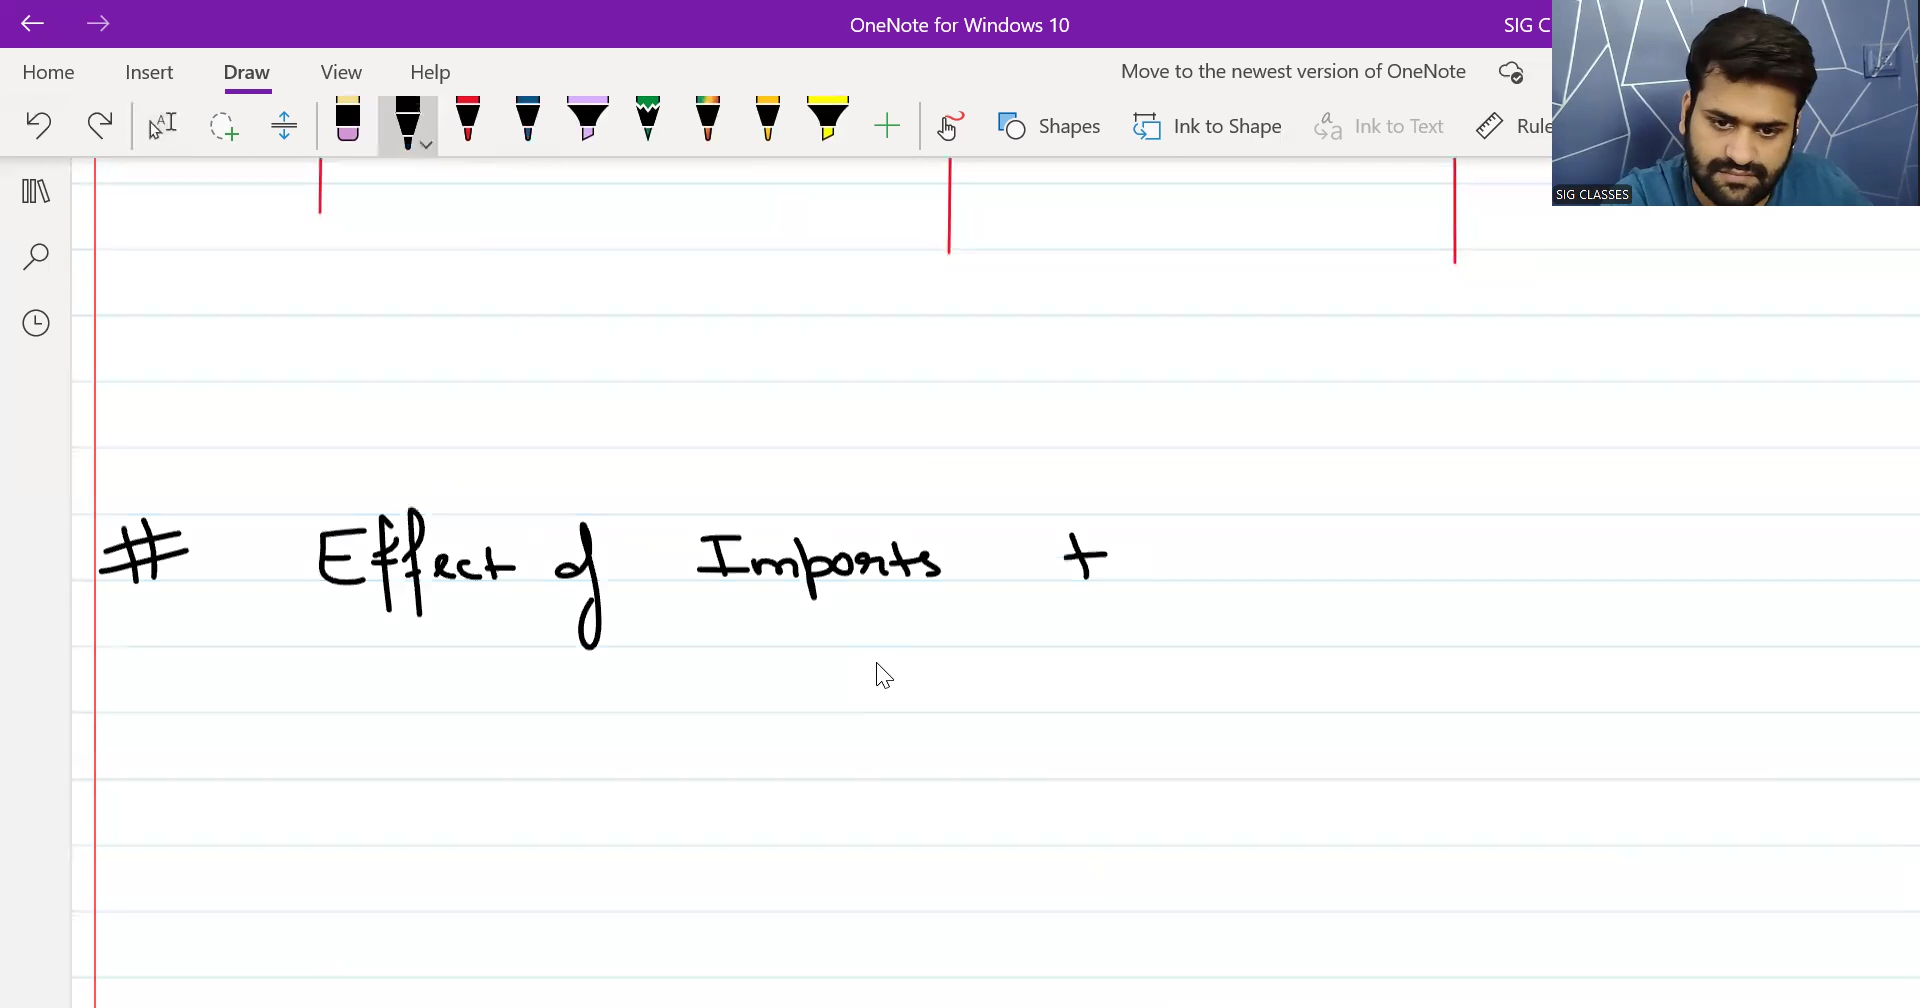 OneNote for Windows 10
SIG C
Home Insert Draw View Help
Move to the newest version of OneNote
Shapes Ink to Shape Ink to Text Rule
SIG CLASSES
# Effect of Imports +